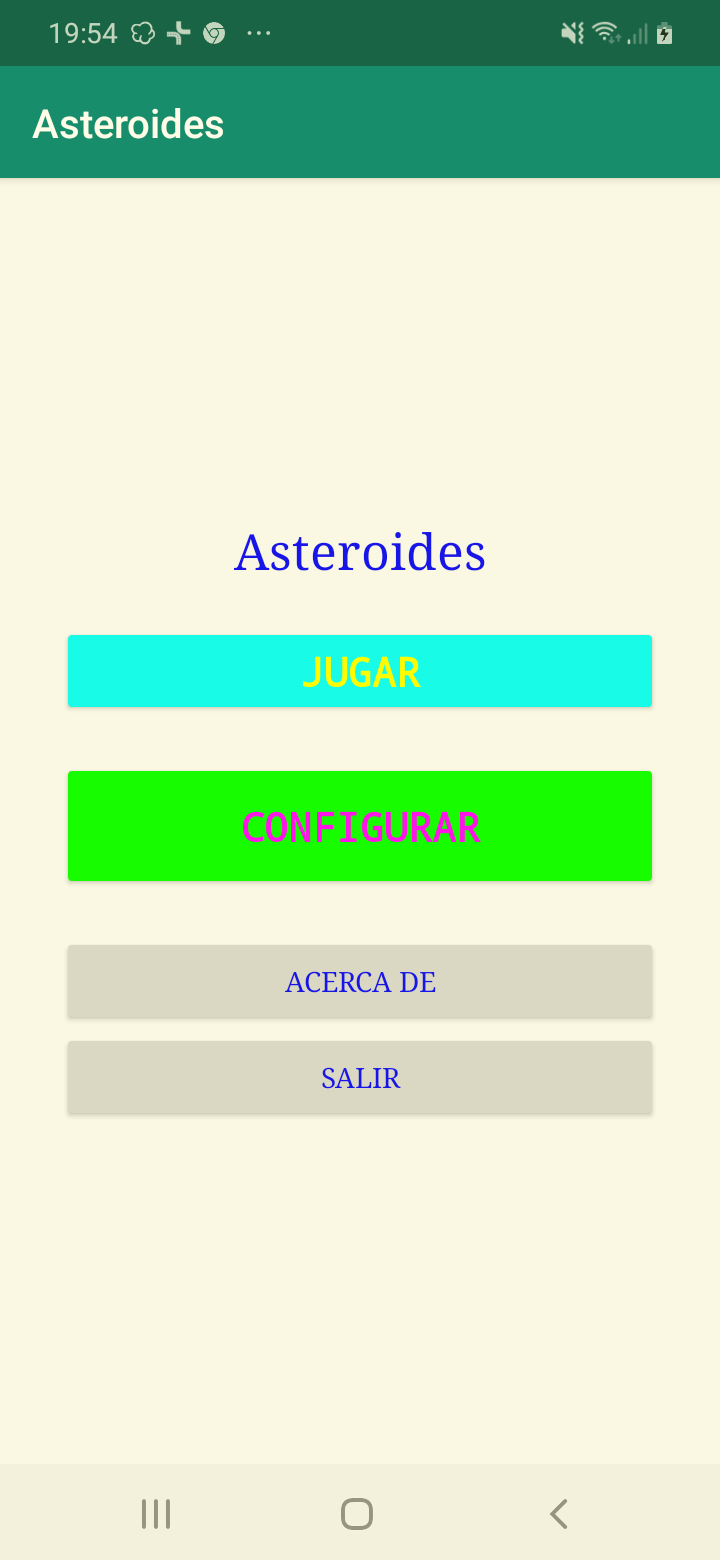 19:54
Asteroides
Asteroides
JUGAR
CONFIGURAR
ACERCA DE
SALIR